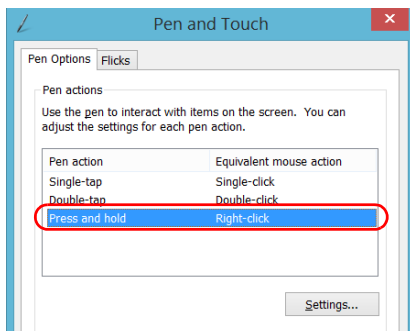 Pen and Touch
x
Pen Options Flicks
Pen actions
Use the pen to interact with items on the screen. You can
adjust the settings for each pen action.
Pen action Equivalent mouse action
Single-tap Single-click
Double-tap Double-click
Press and hold Right-click
Settings...